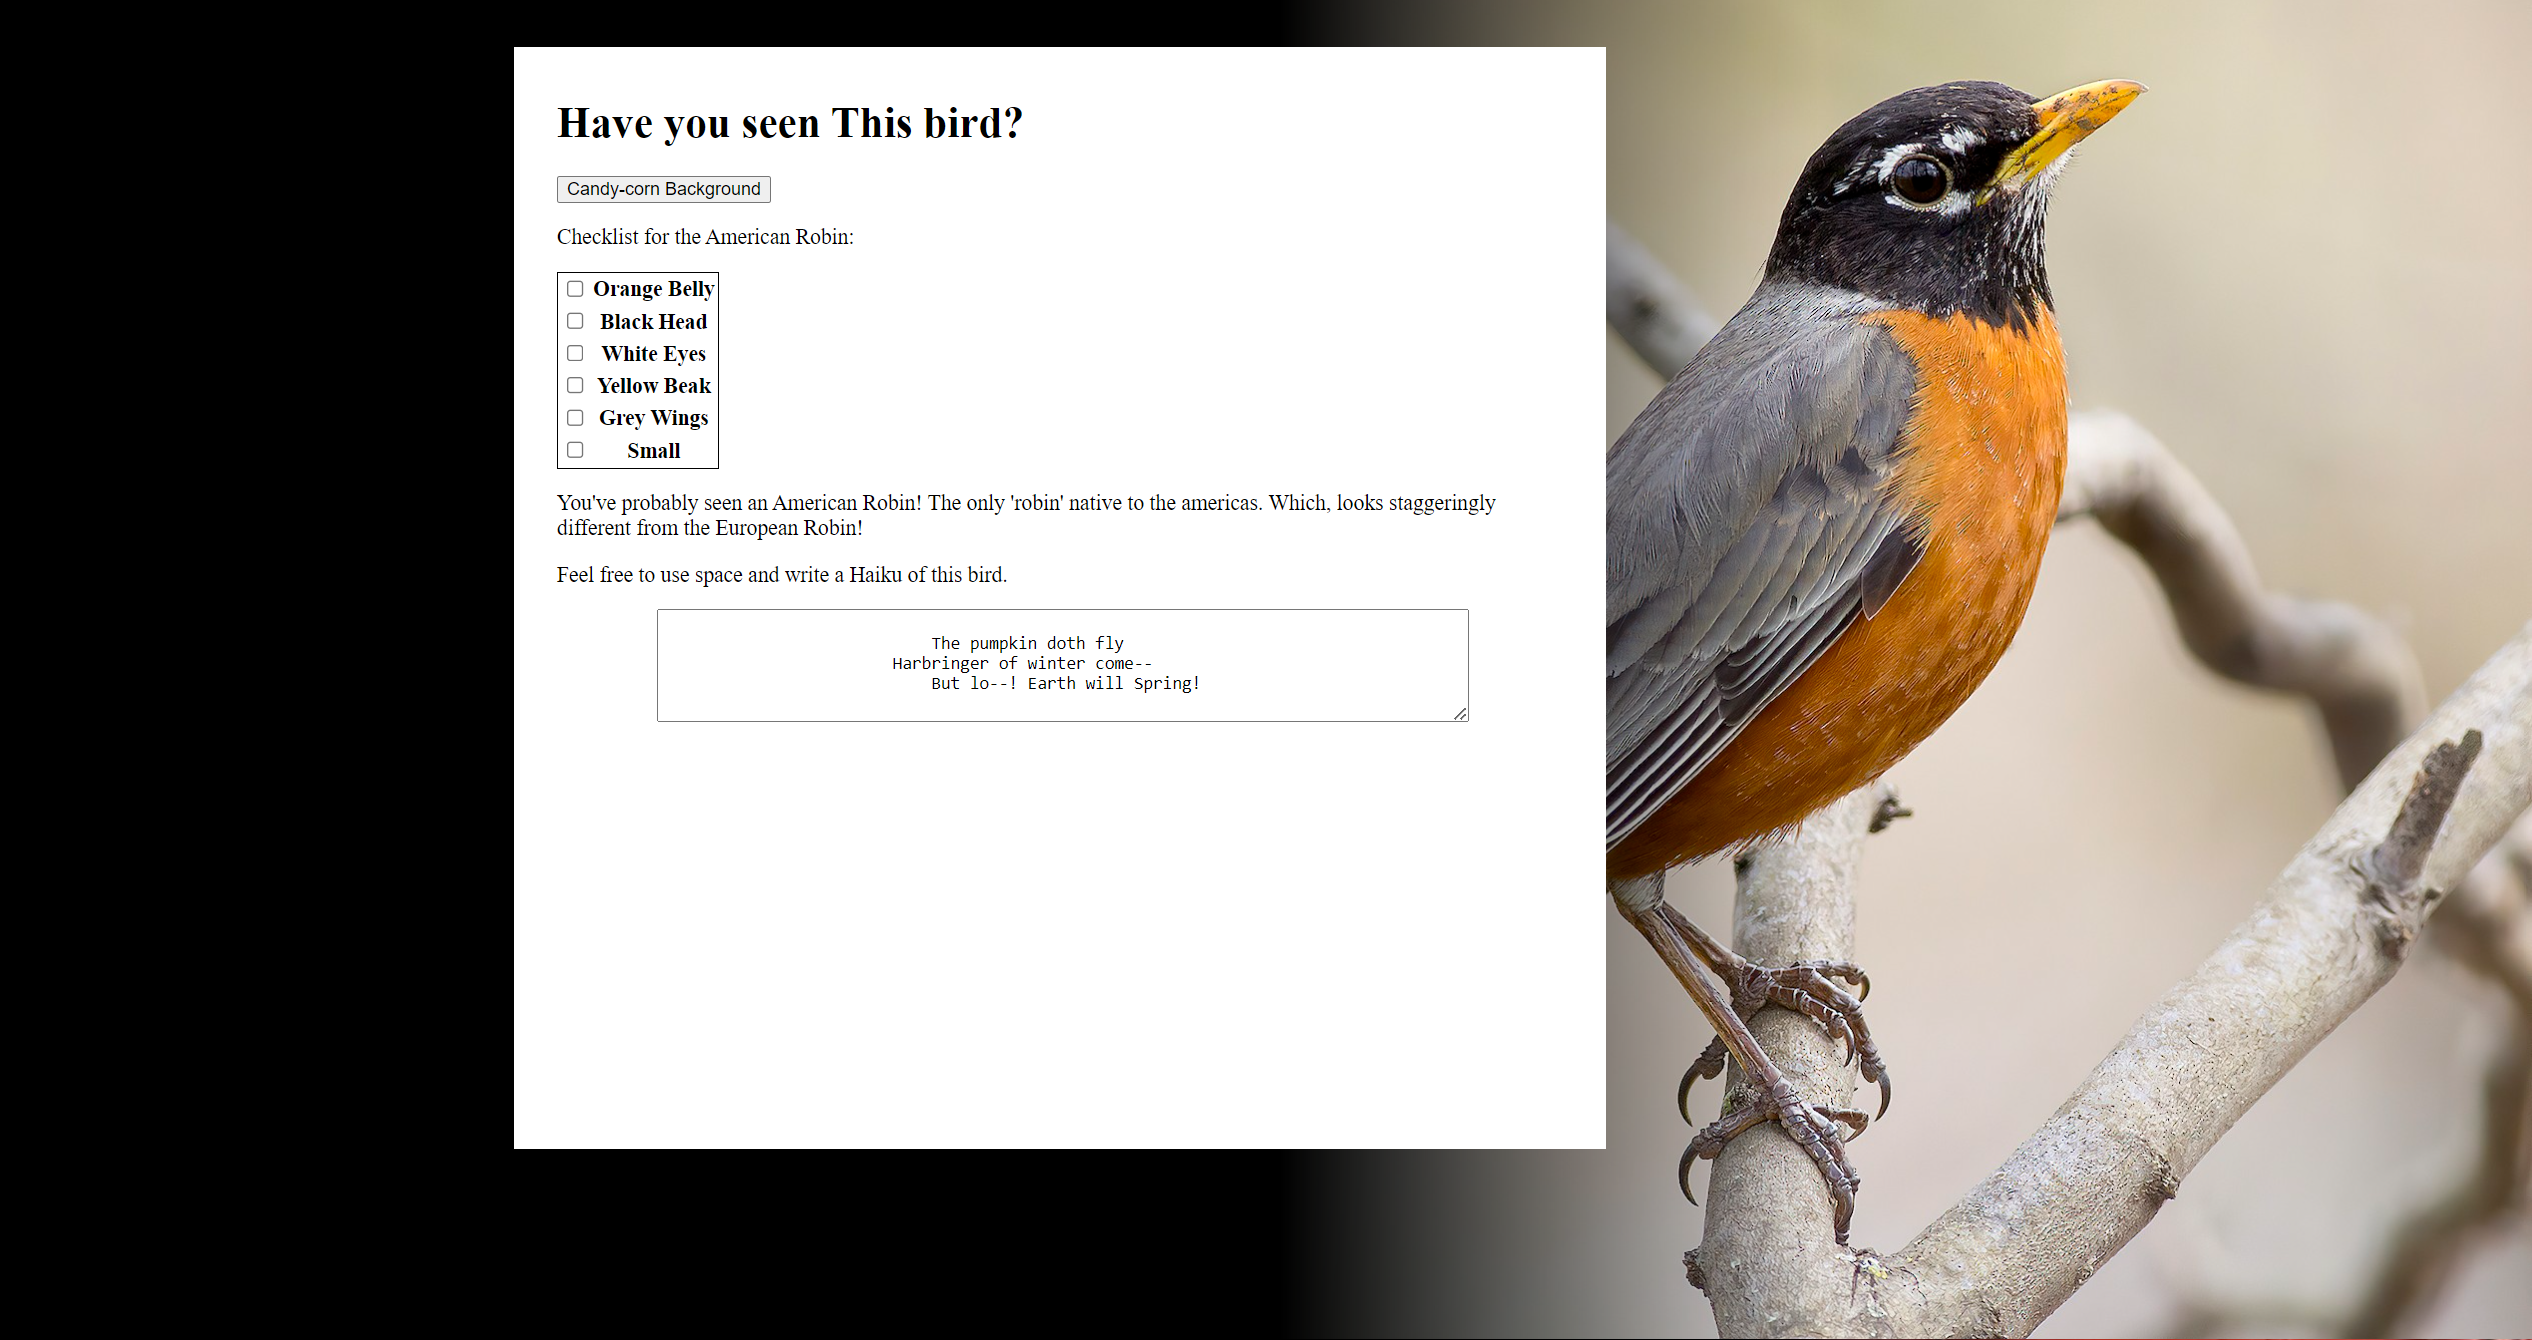 Have you seen This bird?
Candy-corn Background
Checklist for the American Robin:
Orange Belly
Black Head
White Eyes
Yellow Beak
Grey Wings
Small
You've probably seen an American Robin! The only 'robin' native to the americas. Which, looks staggeringly
different from the European Robin!
Feel free to use space and write a Haiku of this bird.
The pumpkin doth fly
Harbringer of winter come--
But lo--! Earth will Spring!